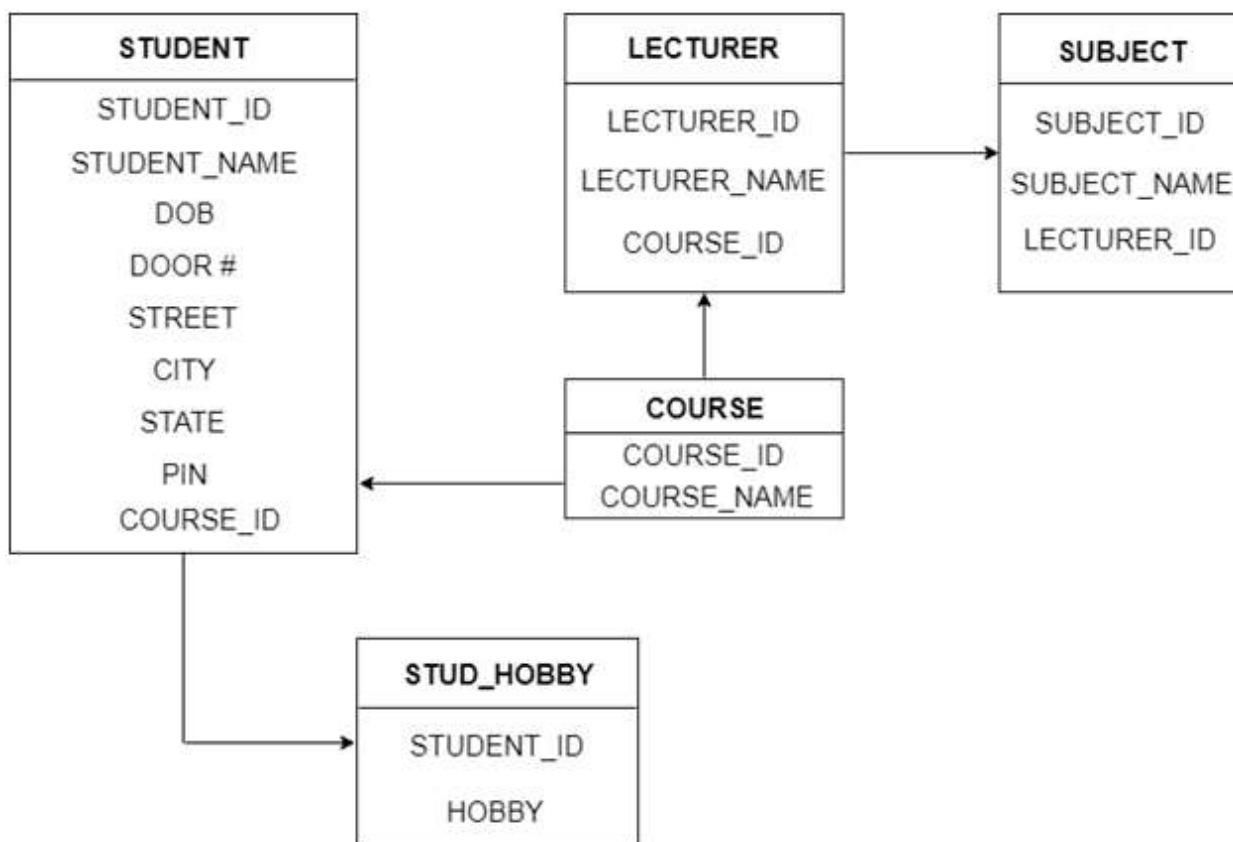 STUDENT
STUDENT_ID
STUDENT_NAME
DOB
DOOR #
STREET
CITY
STATE
PIN
COURSE_ID
LECTURER
LECTURER_ID
LECTURER_NAME
COURSE_ID
SUBJECT
SUBJECT_ID
SUBJECT_NAME
LECTURER_ID
COURSE
COURSE_ID
COURSE_NAME
STUD_HOBBY
STUDENT_ID
HOBBY